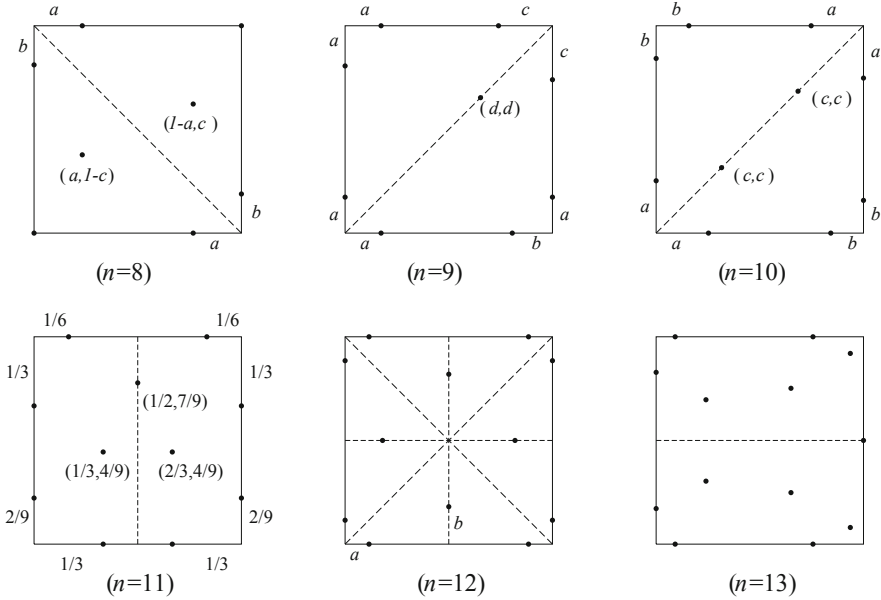 a
b
(1-a,c)
(a,1-c)
b
a
(n=8)
a c
a
c
(d,d)
a
a
a b
(n=9)
b a
b
a
(c,c)
(c,c)
a
b
a b
(n=10)
1/6 1/6
1/3 1/3
(1/2,7/9)
(1/3,4/9) (2/3,4/9)
2/9 2/9
1/3 1/3
(n=11)
b
a
(n=12)
(n=13)